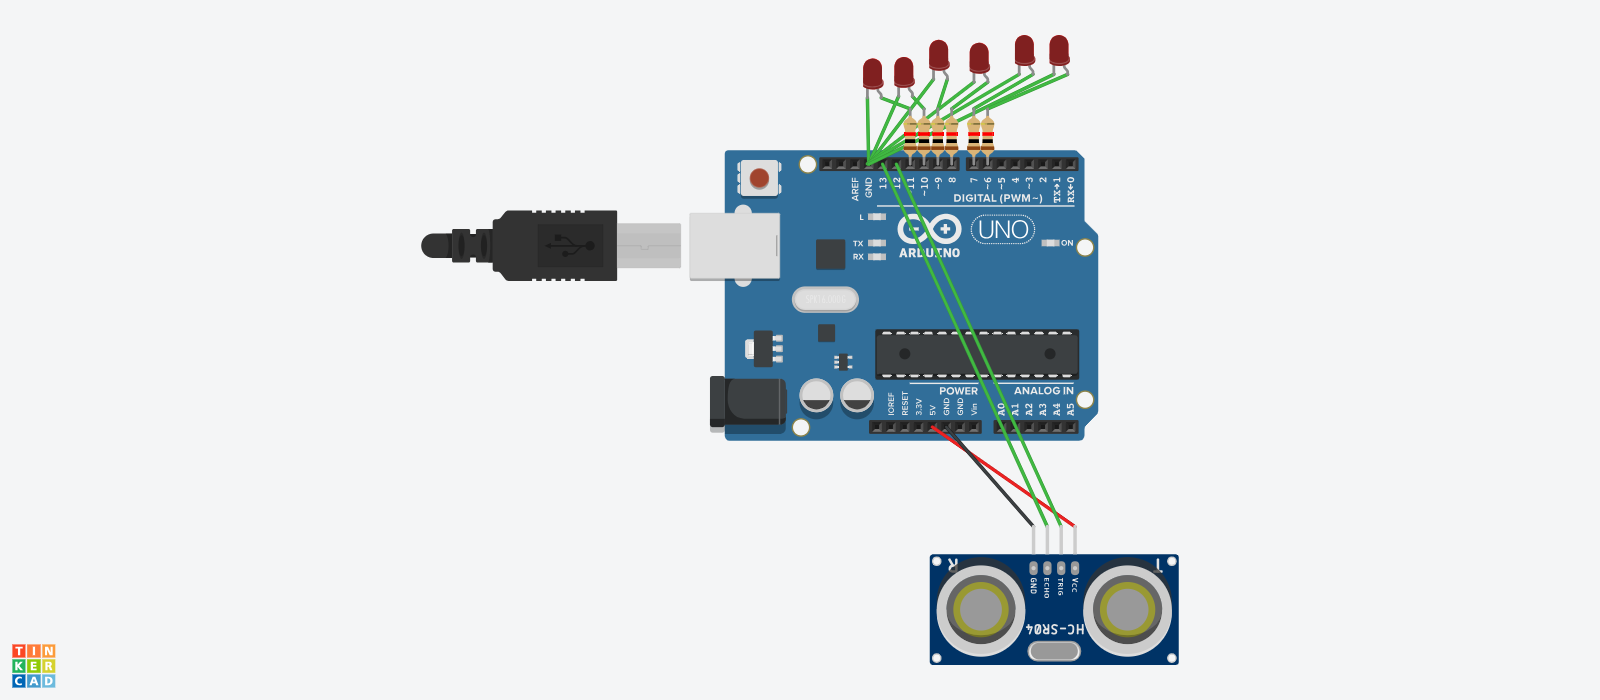 AREF
GND
13
12
~11
~10
~9
8
7
~6
~5
4
~3
2
TX→1
RX←0
DIGITAL (PWM~)
L
TX
RX
ARDUINO
UNO
ON
POWER
ANALOG IN
IOREF
RESET
3.3V
5V
GND
GND
Vin
A0
A1
A2
A3
A4
A5
R
GND
ECHO
TRIG
VCC
T
HC-SR04
TIN
KER
CAD